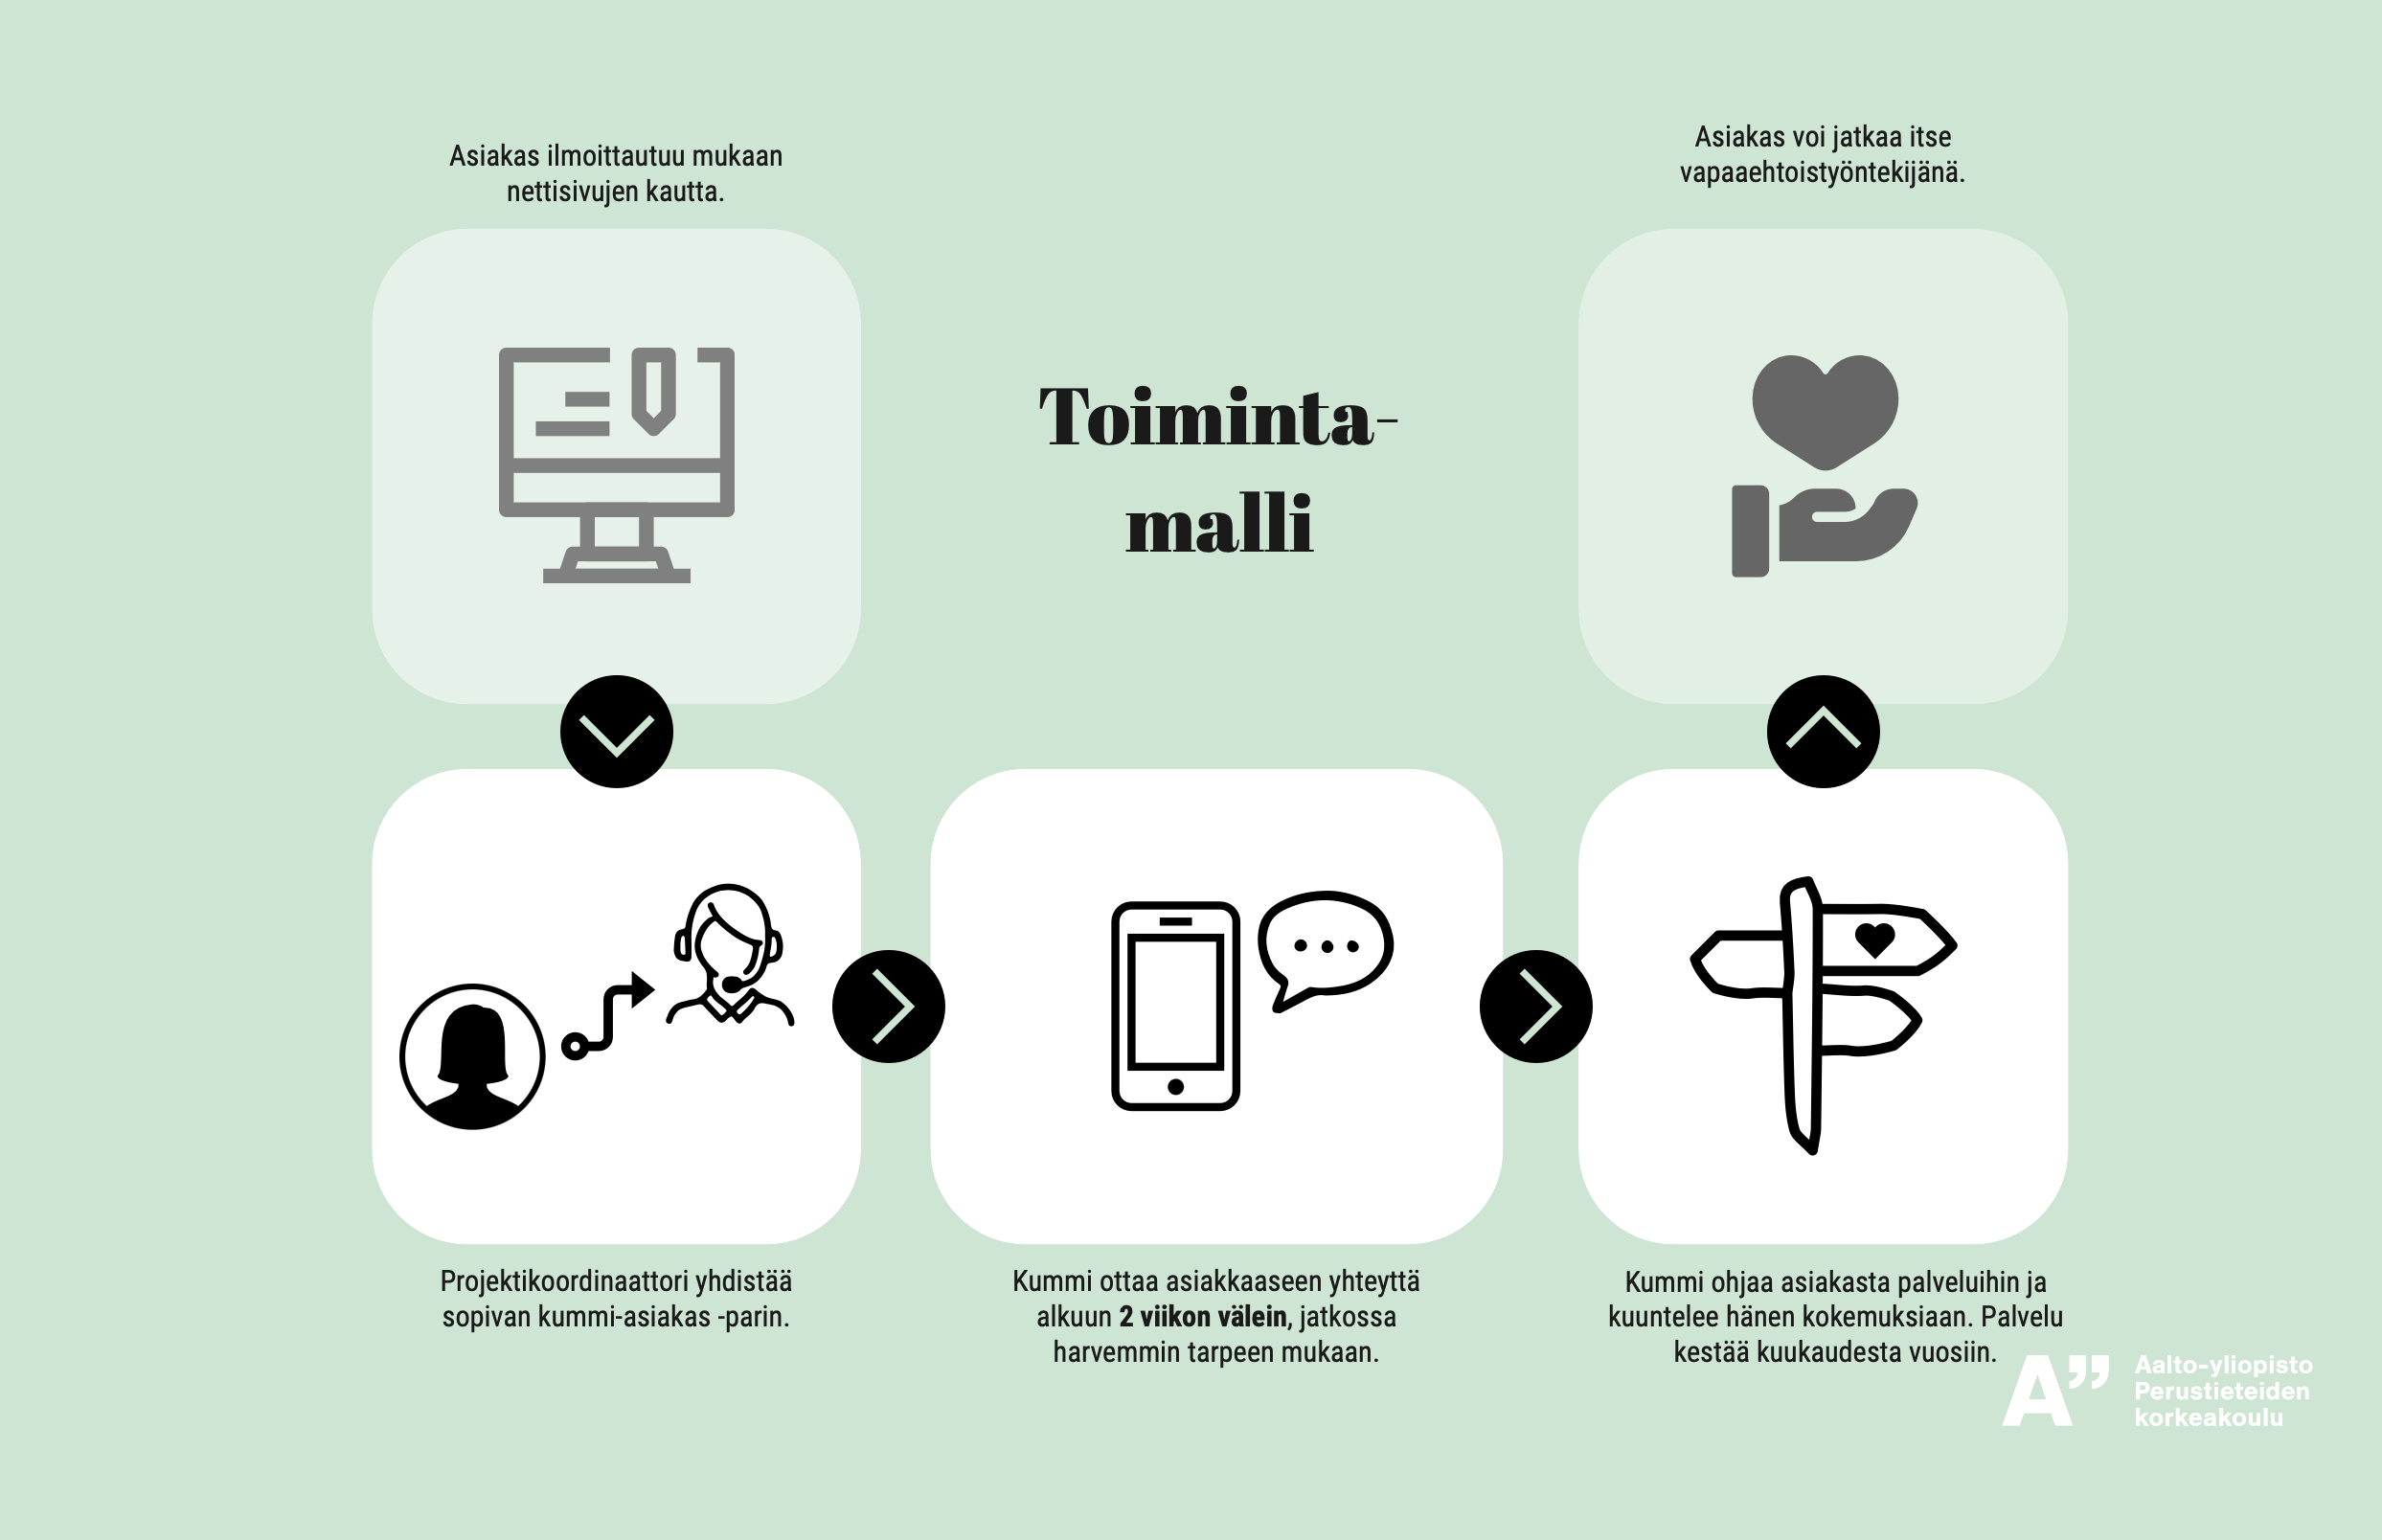 Asiakas ilmoittautuu mukaan
nettisivujen kautta.
Toiminta-
malli
Asiakas voi jatkaa itse
vapaaehtoistyöntekijänä.
Projektikoordinaattori yhdistää
sopivan kummi-asiakas -parin.
Kummi ottaa asiakkaaseen yhteyttä
alkuun 2 viikon välein, jatkossa
harvemmin tarpeen mukaan.
Kummi ohjaa asiakasta palveluihin ja
kuuntelee hänen kokemuksiaan. Palvelu
kestää kuukaudesta vuosiin.
A”
Aalto-yliopisto
Perustieteiden
korkeakoulu